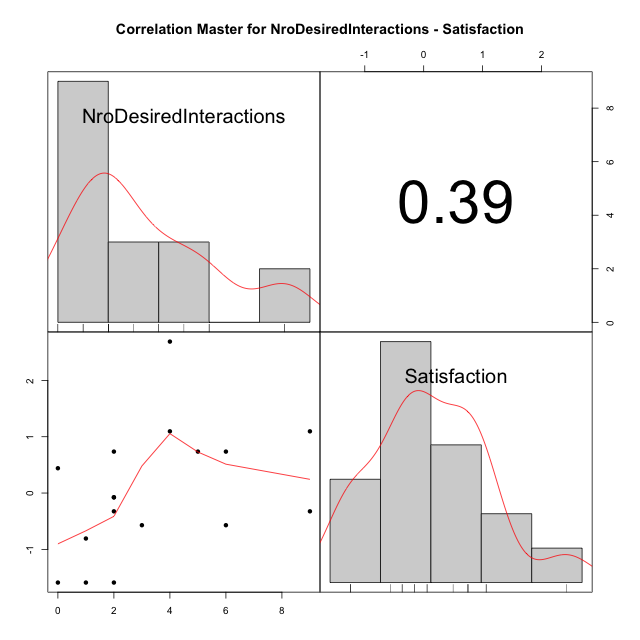 Correlation Master for NroDesiredInteractions - Satisfaction
-1 0 1 2
NroDesiredInteractions
0.39
8
6
4
2
0
Satisfaction
2
1
0
-1
0 2 4 6 8